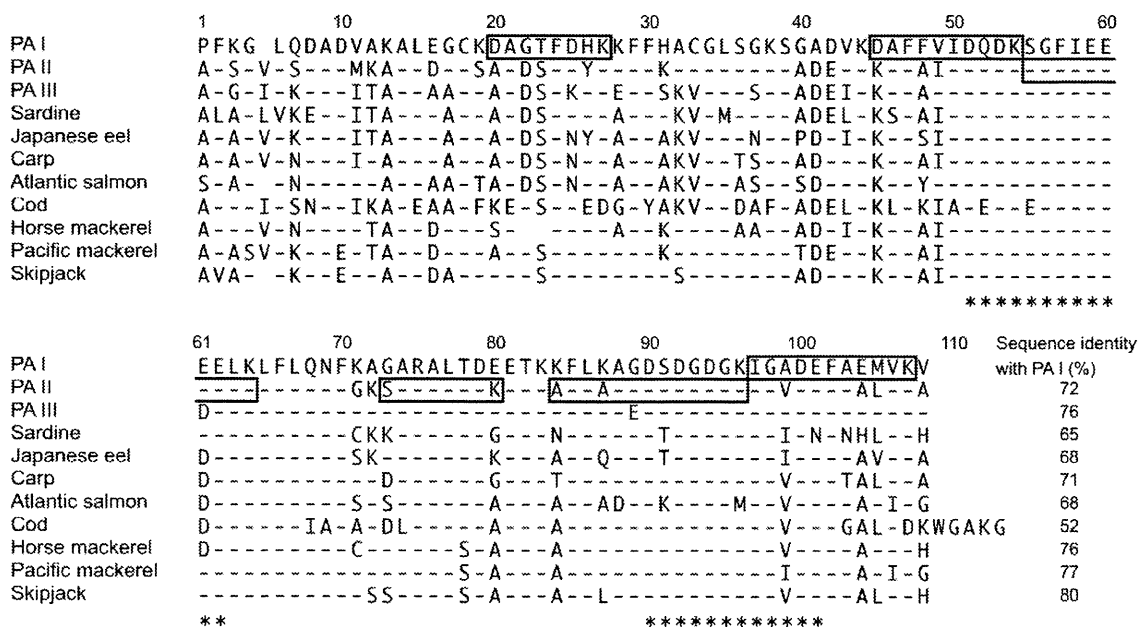 1 10 20 30 40 50 60
PA I PFKG LQDADVAKALEGCKDAGTFDHKKFFHACGLSGKSGADVKDAFFVIDQDKSGFIEE
PA II A-S-V-S---MKA--D--SA-DS--Y----K--------ADE--K--AI-----------
PA III A-G-I-K---ITA--AA--A-DS-K--E--SKV---S--ADEI-K--A------------
Sardine ALA-LVKE--ITA---A--A-DS----A--KV-M-----ADEL-KS-AI-----------
Japanese eel A-A-V-K---ITA---A--A-DS-NY-A--AKV---N--PD-I-K--SI-----------
Carp A-A-V-N---I-A---A--A-DS-N--A--AKV--TS--AD---K--AI-----------
Atlantic salmon S-A- -N-----A--AA-TA-DS-N--A-AKV--AS--SD---K--Y------------
Cod A---I-SN--IKA-EAA-FKE-S--EDG-YAKV--DAF-ADEL-KL-KIA-E--E-----
Horse mackerel A---V-N----TA--D---S- ---A--K----AA--AD-I-K--AI-----------
Pacific mackerel A-ASV-K--E-TA--D---A--S-------K--------TDE--K--AI-----------
Skipjack AVA- -K--E--A--DA-----S--------S-------AD---K--AI-----------
**********
61 70 80 90 100 110 Sequence identity
PA I EELKLFLQNFKAGARALTDEETKKFLKAGDSDGDGKIGADEFAEMVKV with PA I (%)
PA II ----------GKS------K---A--A-----------V----AL--A 72
PA III D---------------------------E------------------- 76
Sardine ----------CKK------G---N------T-------I-N-NHL--H 65
Japanese eel D---------SK-------K---A--Q---T-------I----AV--A 68
Carp D-----------D------G---T--------------V---TAL--A 71
Atlantic salmon D---------S-S------A---A--AD--K----M--V----A-I-G 68
Cod D------IA-A-DL-----A---A--------------V---GAL-DKWGAKG 52
Horse mackerel D---------C------S-A---A--------------V----A---H 76
Pacific mackerel -----------------S-A---A--------------I----A-I-G 77
Skipjack -----------SS----S-A---A--L-----------V----AL--H 80
** ************